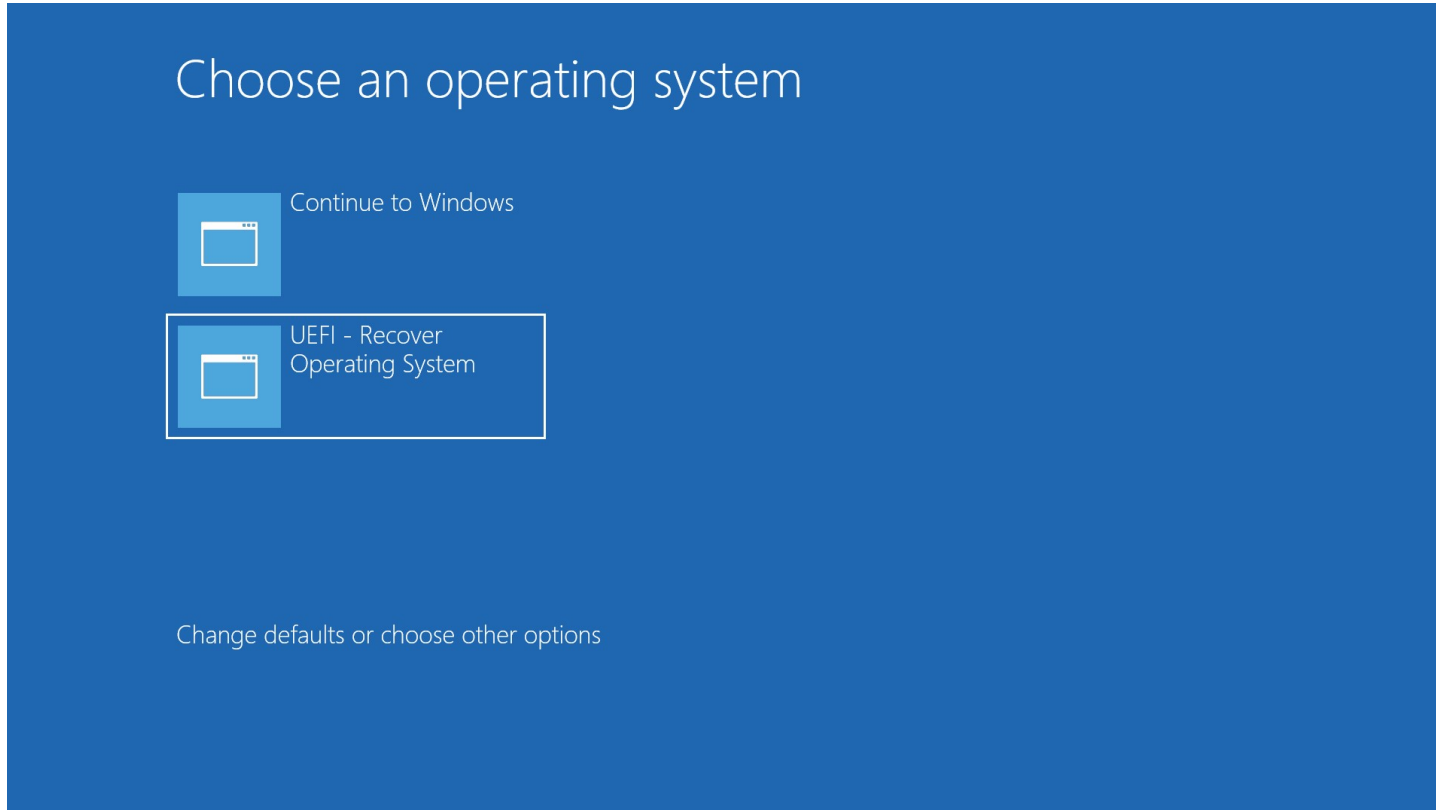 Choose an operating system
Continue to Windows
UEFI - Recover
Operating System
Change defaults or choose other options